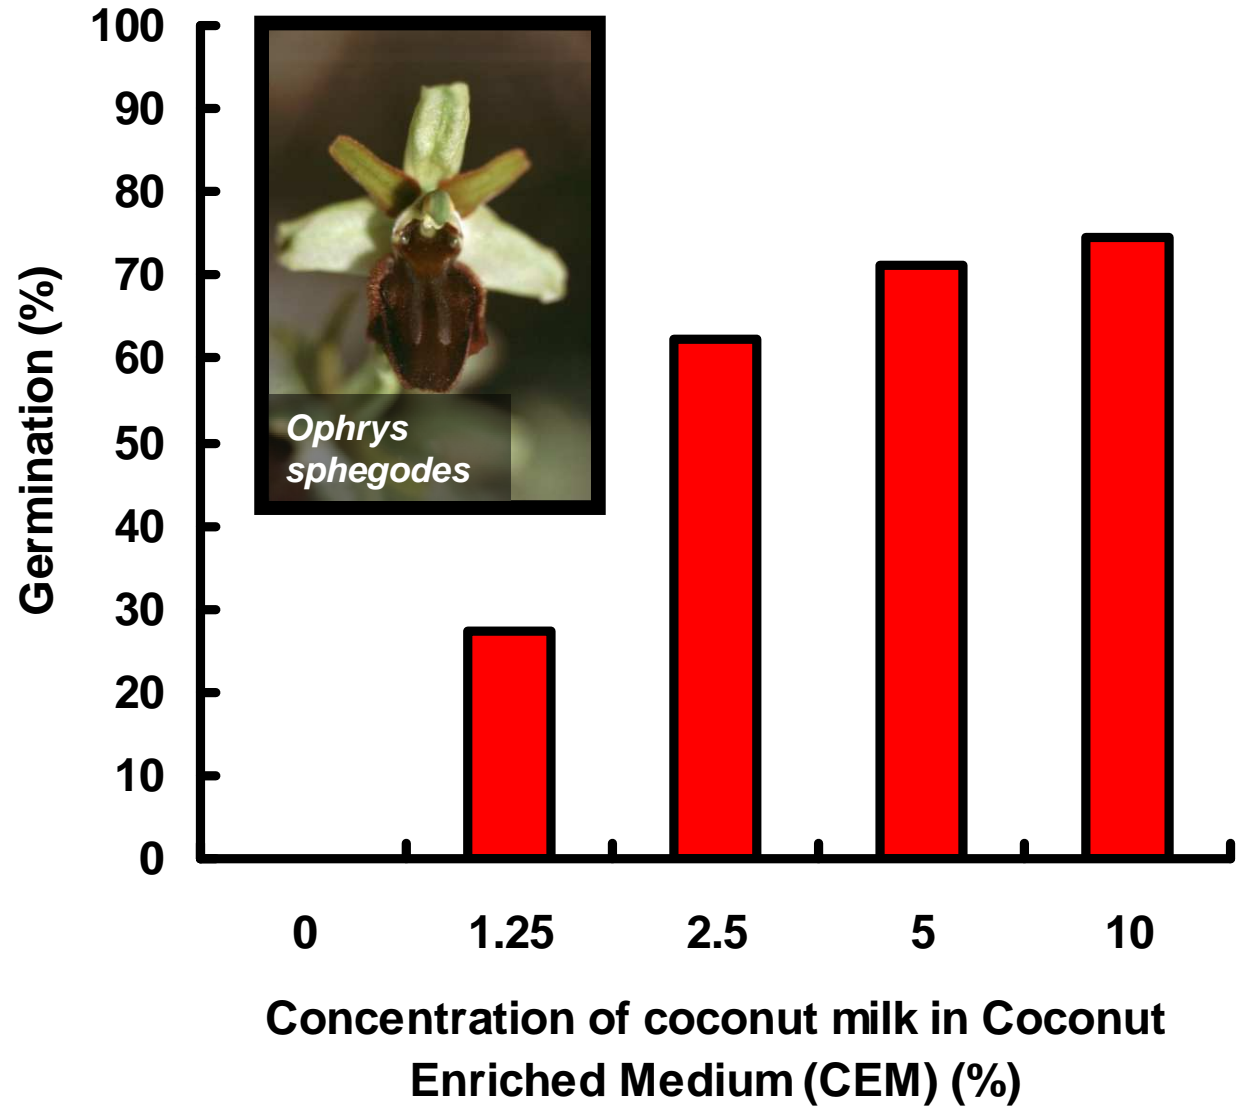 100
90
80
70
60
50
40
30
20
10
0
Germination (%)
Ophrys
sphegodes
0 1.25 2.5 5 10
Concentration of coconut milk in Coconut
Enriched Medium (CEM) (%)